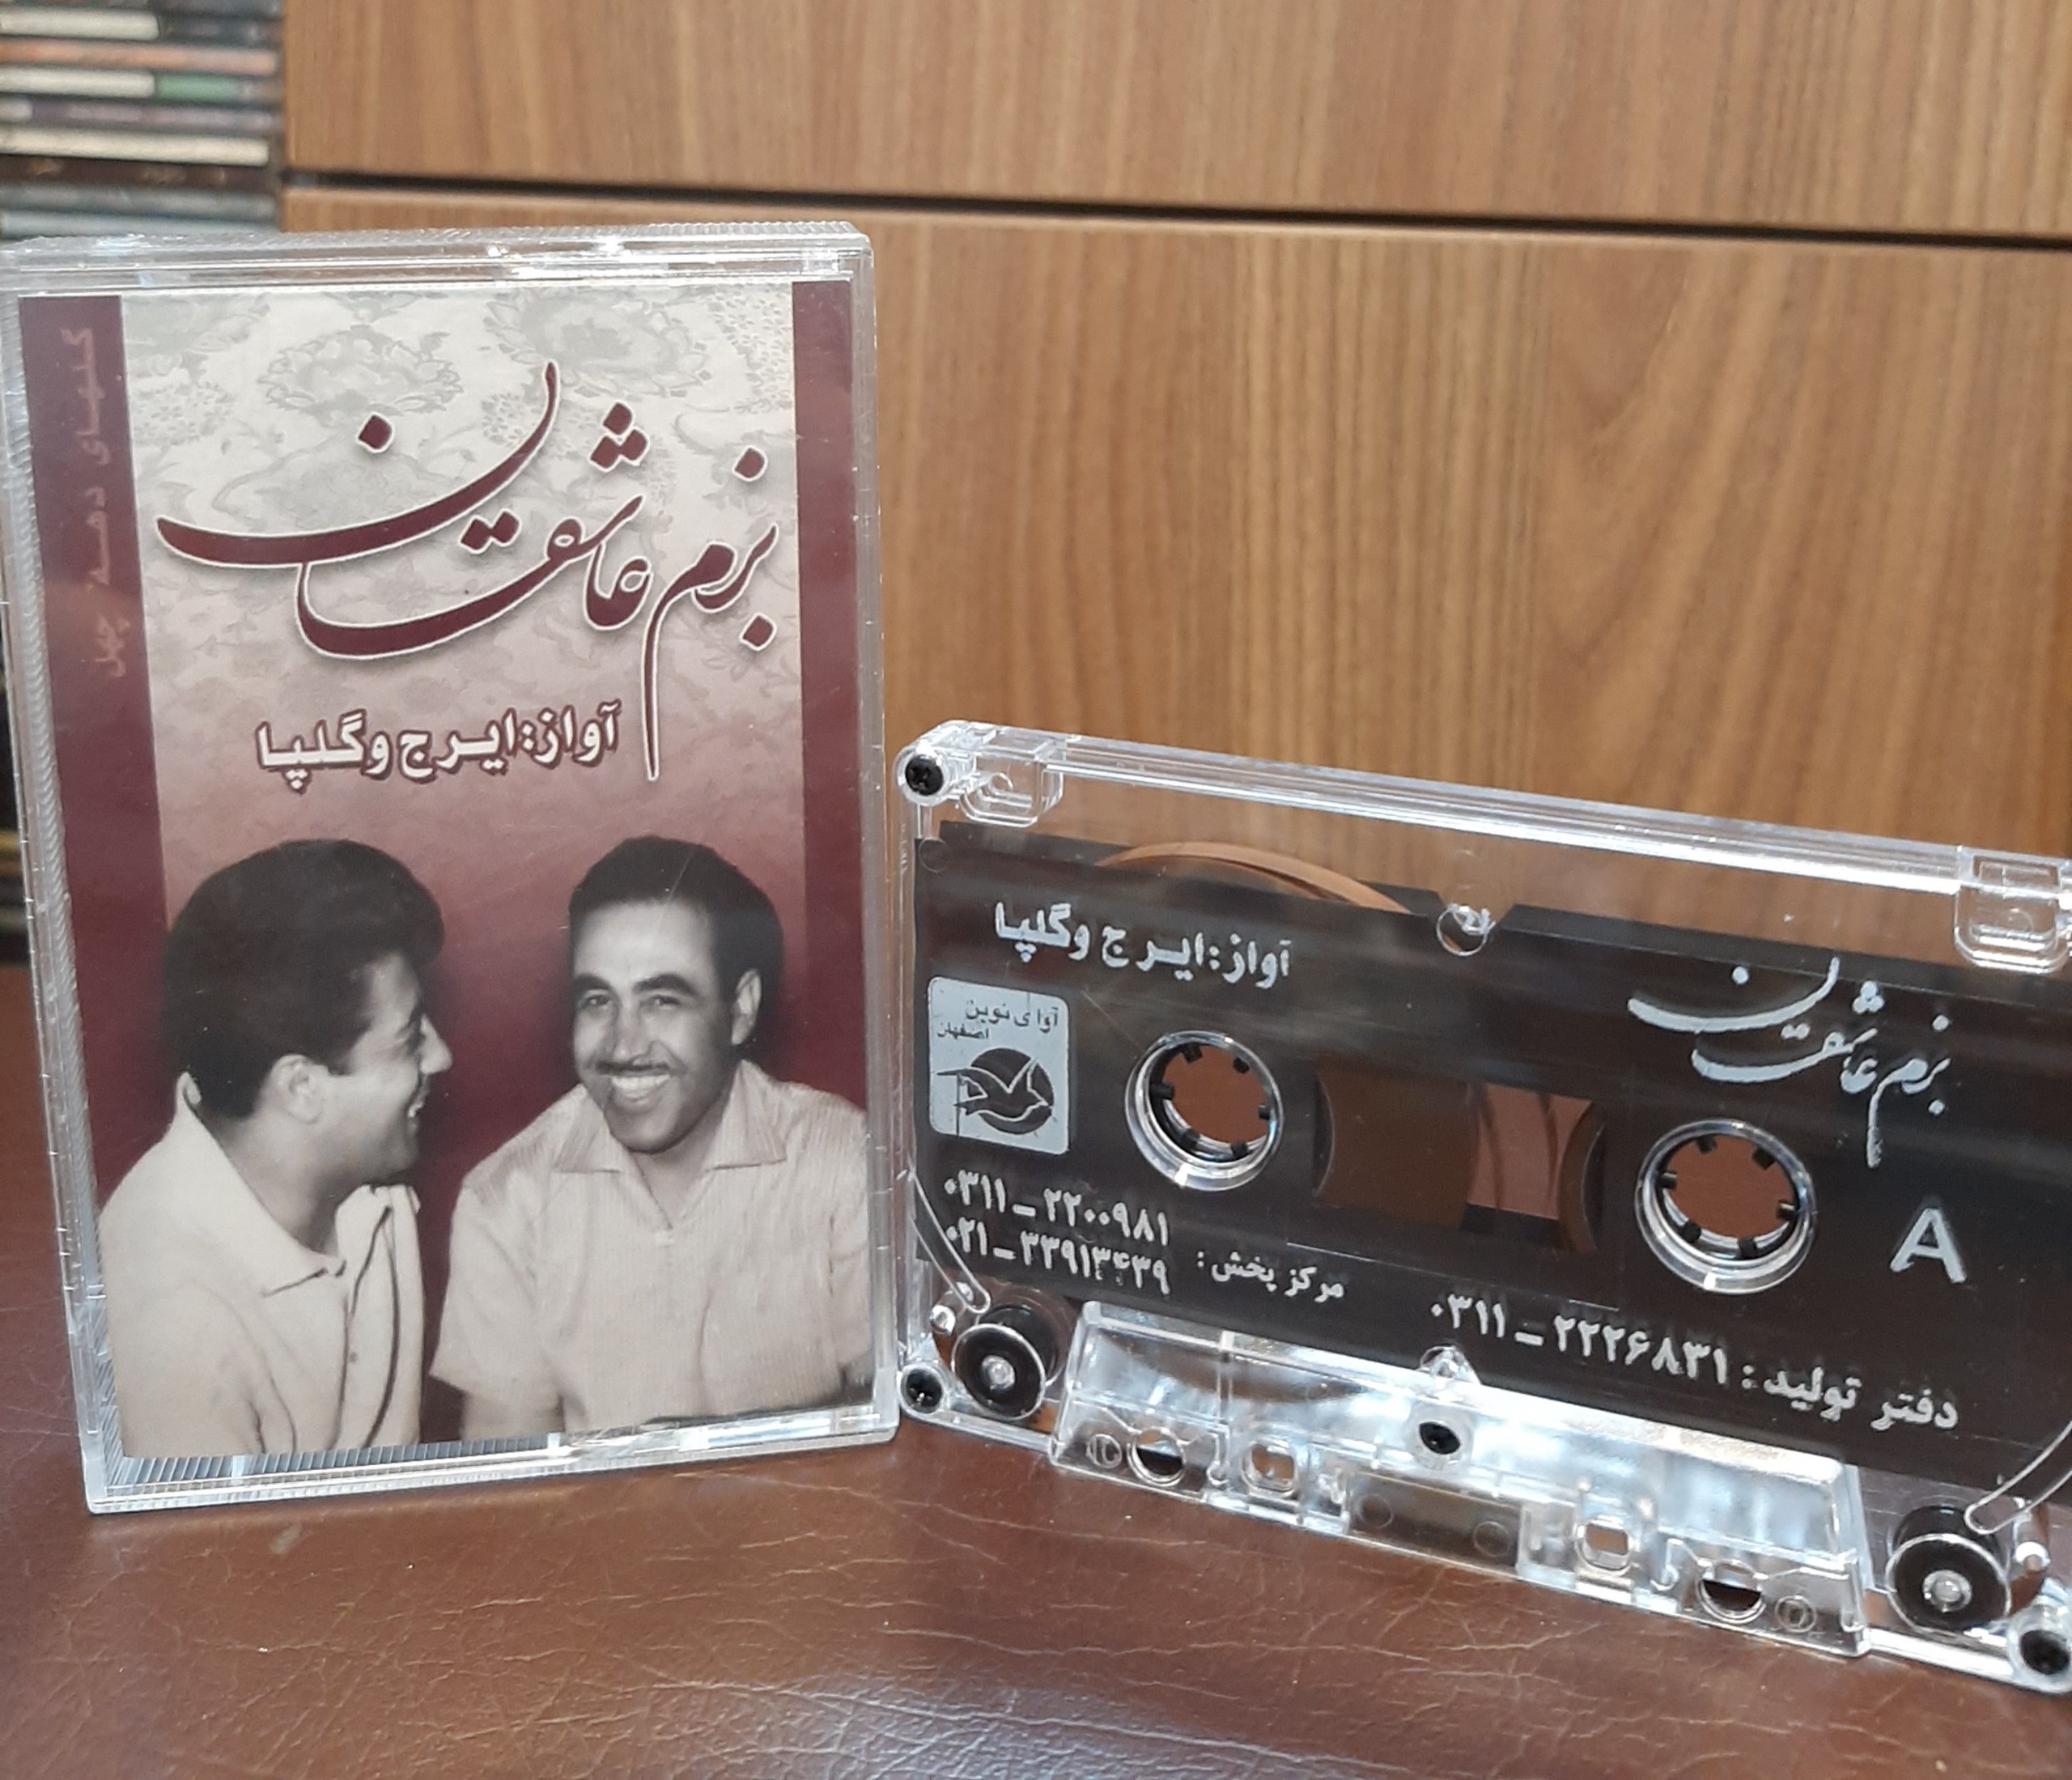 بزم عاشقان
آواز: ایرج و گلپا
گلهای دهه چهل
آواز: ایرج و گلپا
بزم عاشقان
آوای نوین
اصفهان
A
مرکز پخش: ۰۳۱۱-۲۲۰۰۹۸۱
۰۲۱-۳۳۹۱۳۴۳۹
دفتر تولید: ۰۳۱۱-۲۲۲۶۸۳۱